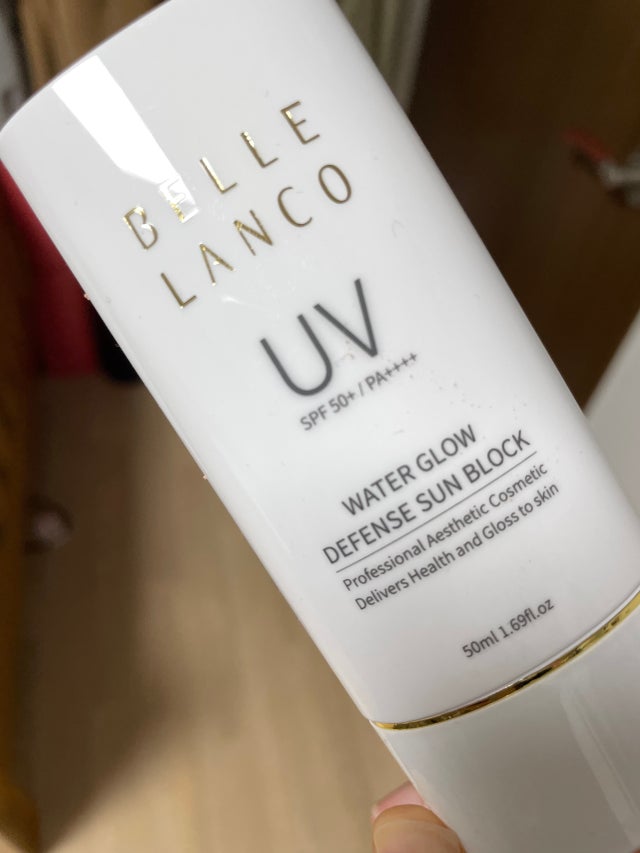 BELLE
LANCO
UV
SPF 50+ / PA++++
WATER GLOW
DEFENSE SUN BLOCK
Professional Aesthetic Cosmetic
Delivers Health and Gloss to skin
50ml 1.69fl.oz